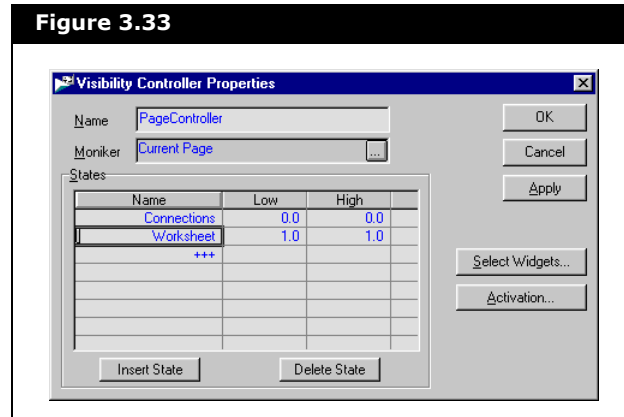 Figure 3.33
Visibility Controller Properties
Name PageController
OK
Moniker Current Page ...
Cancel
States
Apply
Name Low High
Connections 0.0 0.0
Worksheet 1.0 1.0
+++
Select Widgets...
Activation...
Insert State Delete State